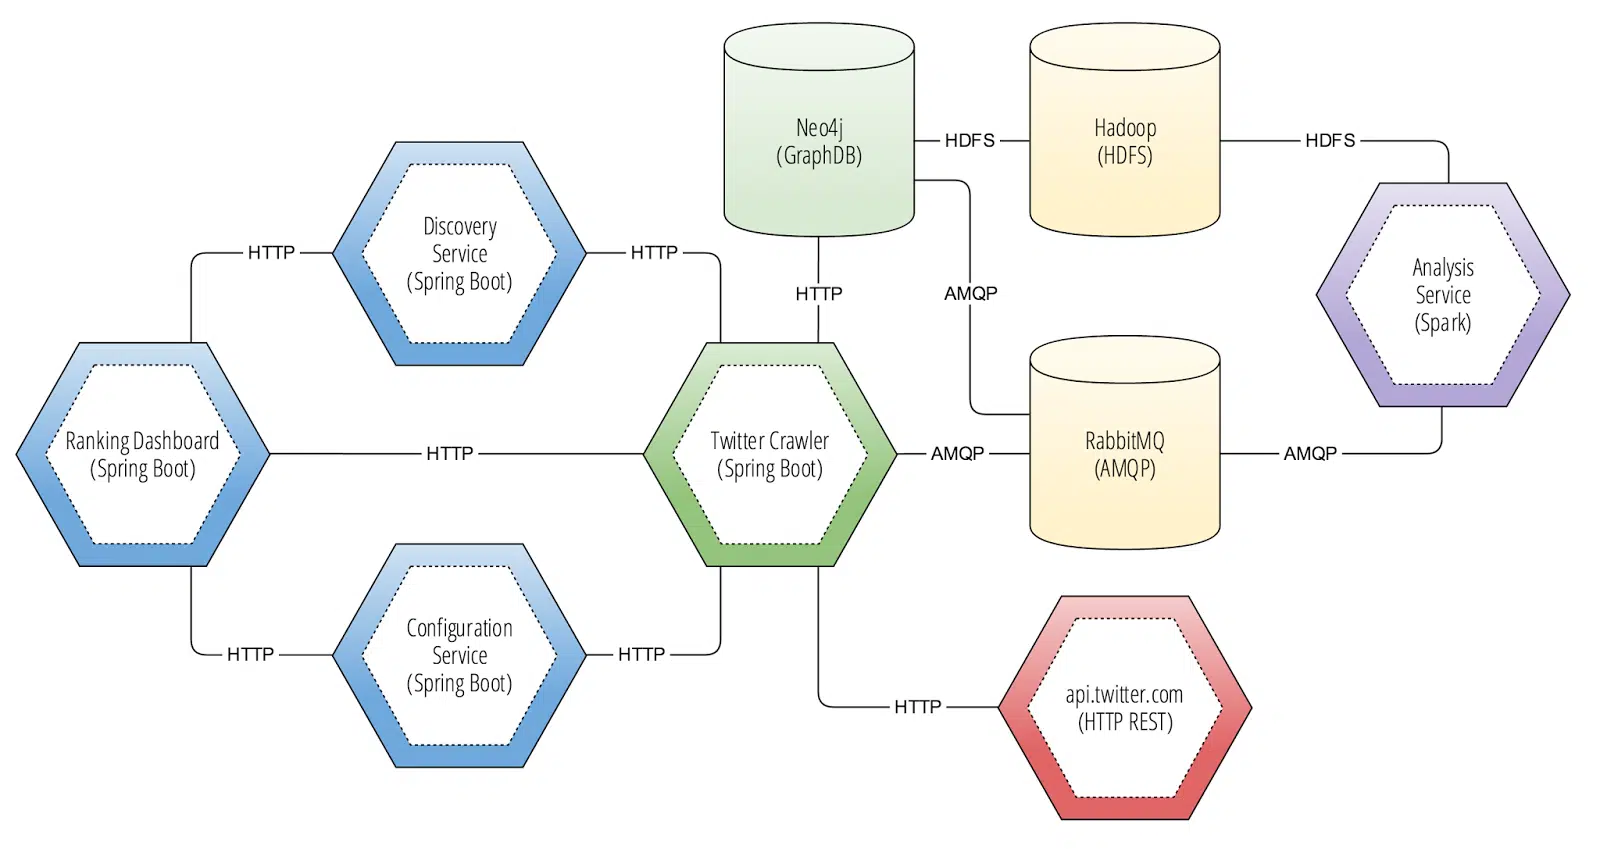 Neo4j
(GraphDB)
HDFS
Hadoop
(HDFS)
HDFS
Discovery
Service
(Spring Boot)
HTTP
HTTP
HTTP
AMQP
Analysis
Service
(Spark)
Ranking Dashboard
(Spring Boot)
HTTP
Twitter Crawler
(Spring Boot)
AMQP
RabbitMQ
(AMQP)
AMQP
Configuration
Service
(Spring Boot)
HTTP
HTTP
HTTP
api.twitter.com
(HTTP REST)